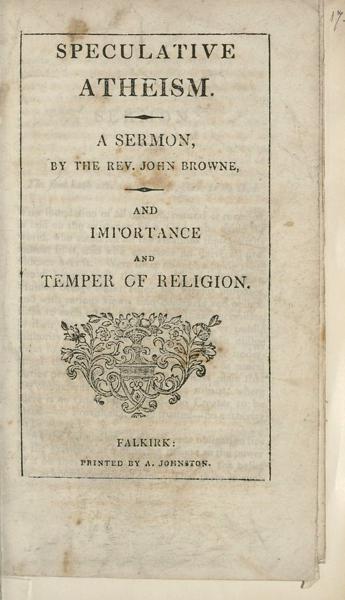 17.
SPECULATIVE
ATHEISM.
A SERMON,
BY THE REV. JOHN BROWNE,
AND
IMPORTANCE
AND
TEMPER OF RELIGION.
FALKIRK:
PRINTED BY A. JOHNSTON.